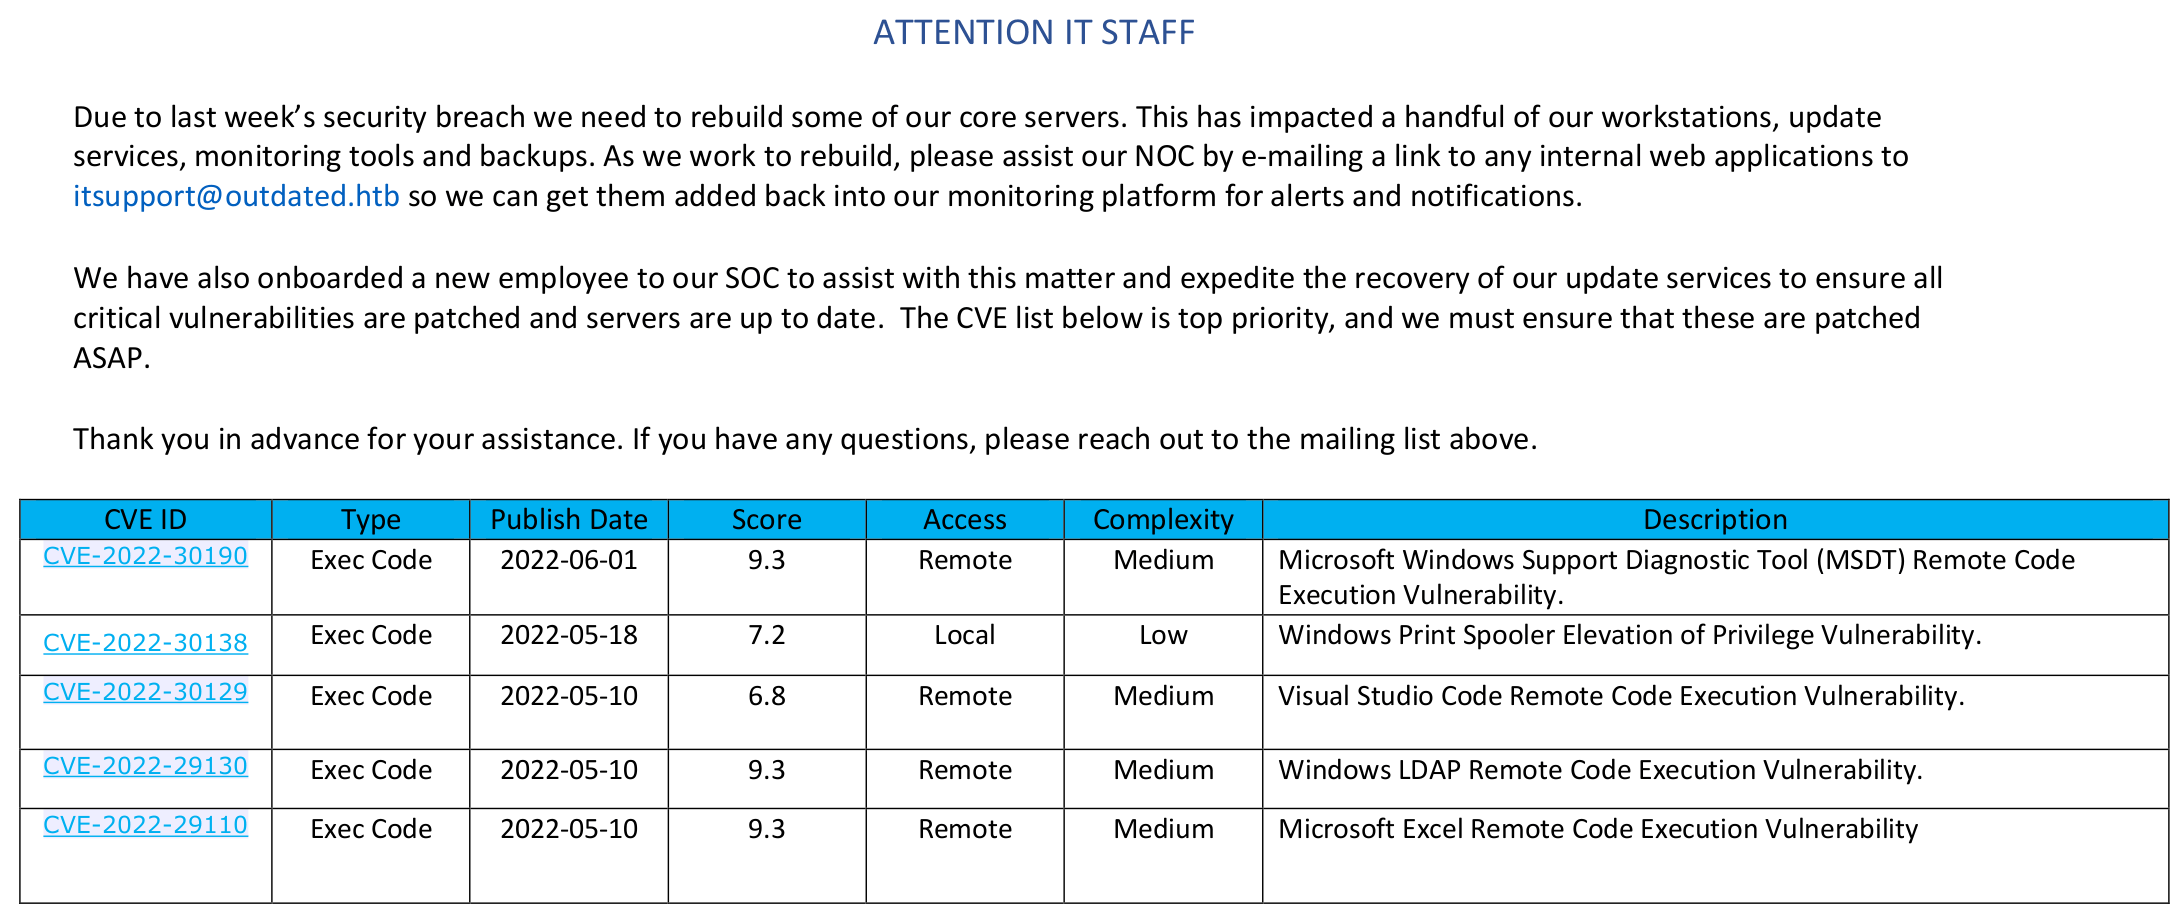 ATTENTION IT STAFF
Due to last week’s security breach we need to rebuild some of our core servers. This has impacted a handful of our workstations, update
services, monitoring tools and backups. As we work to rebuild, please assist our NOC by e-mailing a link to any internal web applications to
itsupport@outdated.htb so we can get them added back into our monitoring platform for alerts and notifications.
We have also onboarded a new employee to our SOC to assist with this matter and expedite the recovery of our update services to ensure all
critical vulnerabilities are patched and servers are up to date.  The CVE list below is top priority, and we must ensure that these are patched
ASAP.
Thank you in advance for your assistance. If you have any questions, please reach out to the mailing list above.
CVE ID Type Publish Date Score Access Complexity Description
CVE-2022-30190 Exec Code 2022-06-01 9.3 Remote Medium Microsoft Windows Support Diagnostic Tool (MSDT) Remote Code
Execution Vulnerability.
CVE-2022-30138 Exec Code 2022-05-18 7.2 Local Low Windows Print Spooler Elevation of Privilege Vulnerability.
CVE-2022-30129 Exec Code 2022-05-10 6.8 Remote Medium Visual Studio Code Remote Code Execution Vulnerability.
CVE-2022-29130 Exec Code 2022-05-10 9.3 Remote Medium Windows LDAP Remote Code Execution Vulnerability.
CVE-2022-29110 Exec Code 2022-05-10 9.3 Remote Medium Microsoft Excel Remote Code Execution Vulnerability